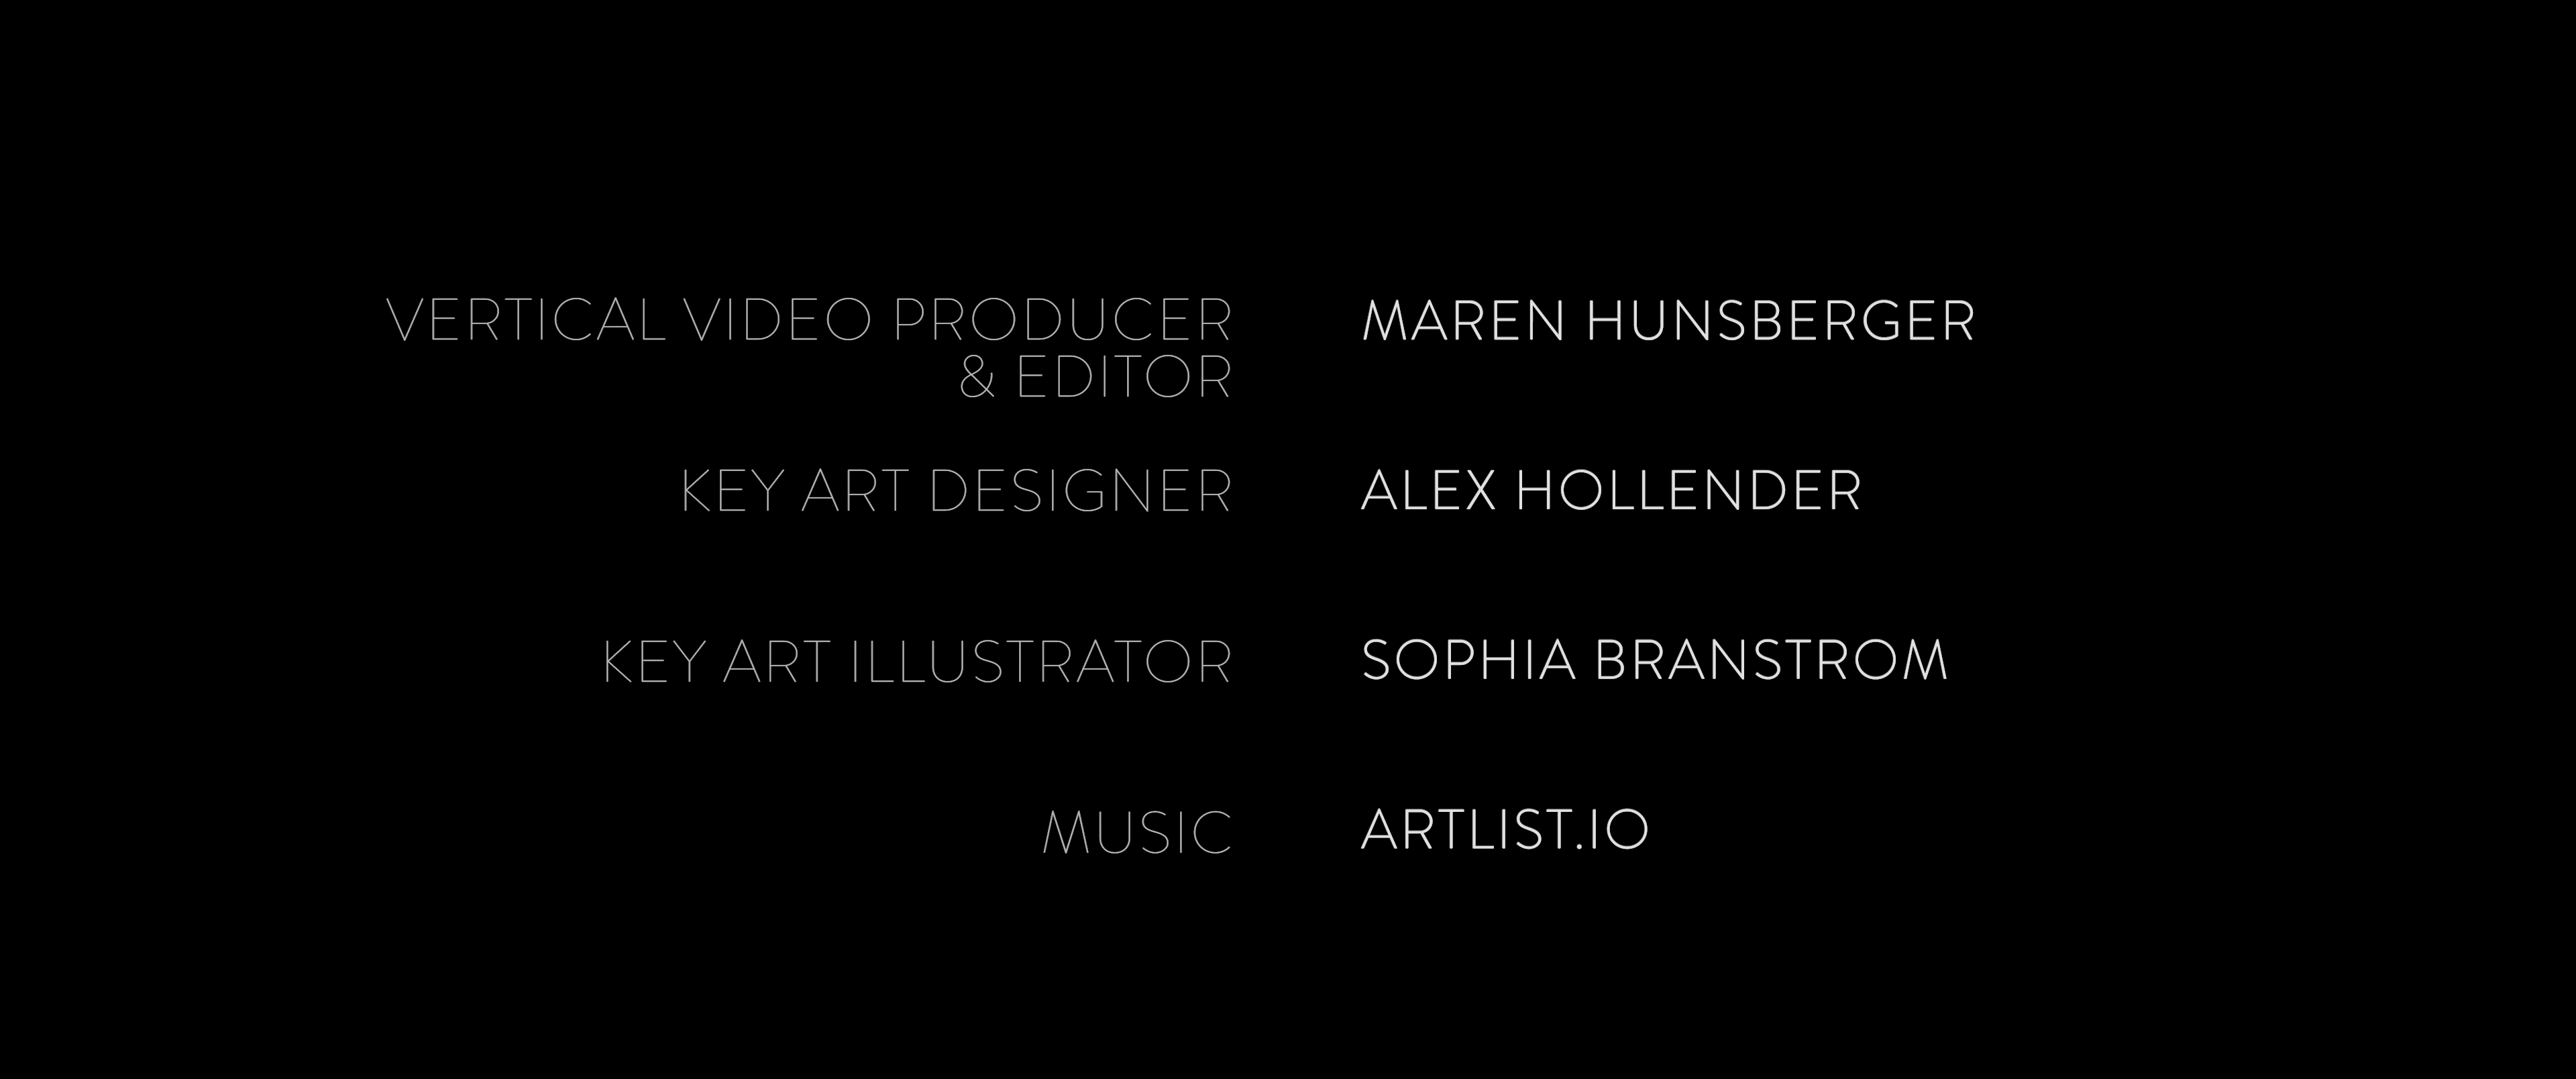 VERTICAL VIDEO PRODUCER MAREN HUNSBERGER
& EDITOR
KEY ART DESIGNER ALEX HOLLENDER
KEY ART ILLUSTRATOR SOPHIA BRANSTROM
MUSIC ARTLIST.IO